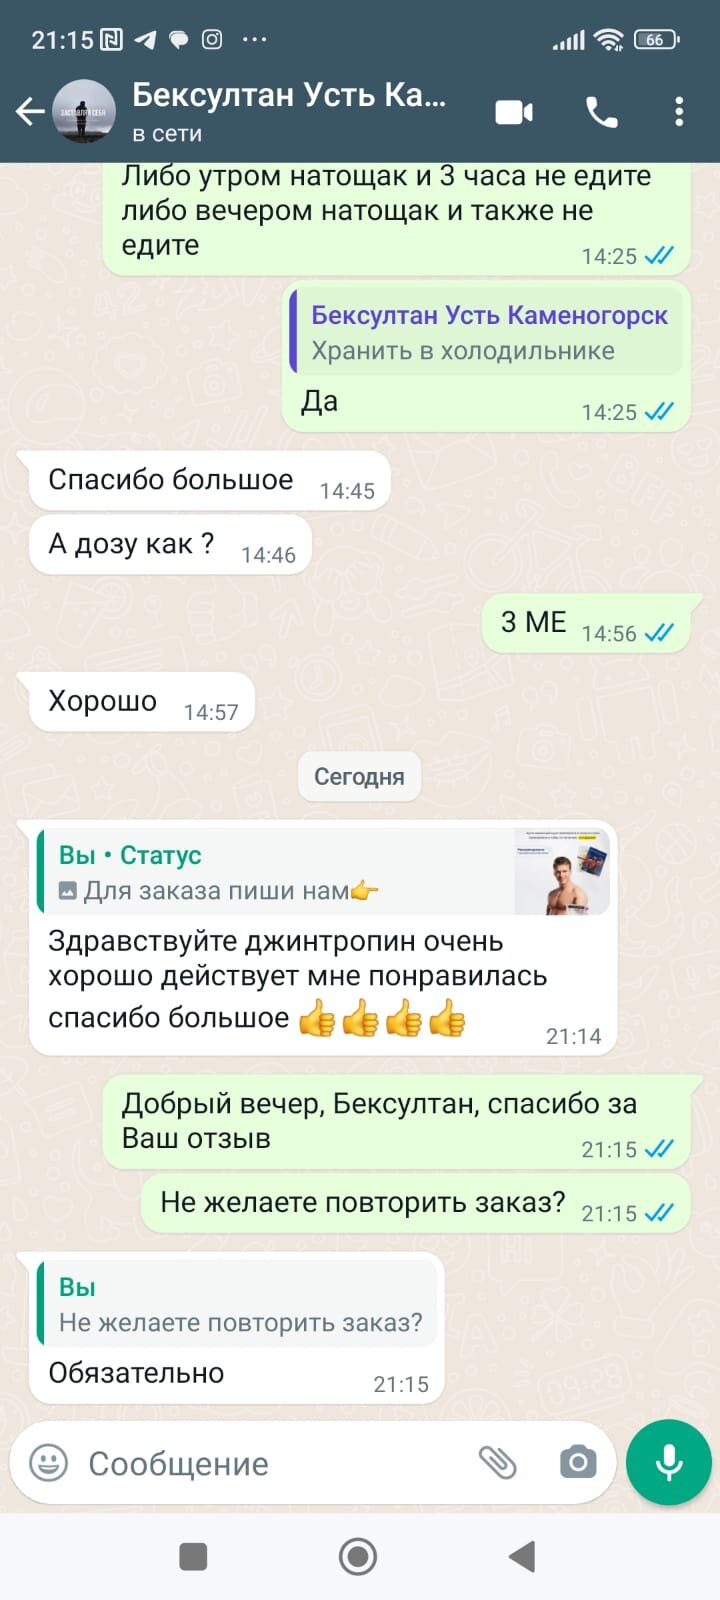 21:15
66
Бексултан Усть Ка...
в сети
Либо утром натощак и 3 часа не едите
либо вечером натощак и также не
едите
14:25
Бексултан Усть Каменогорск
Хранить в холодильнике
Да
14:25
Спасибо большое
14:45
А дозу как ?
14:46
3 МЕ
14:56
Хорошо
14:57
Сегодня
Вы • Статус
Для заказа пиши нам👉
Здравствуйте джинтропин очень
хорошо действует мне понравилась
спасибо большое 👍👍👍👍
21:14
Добрый вечер, Бексултан, спасибо за
Ваш отзыв
21:15
Не желаете повторить заказ?
21:15
Вы
Не желаете повторить заказ?
Обязательно
21:15
Сообщение